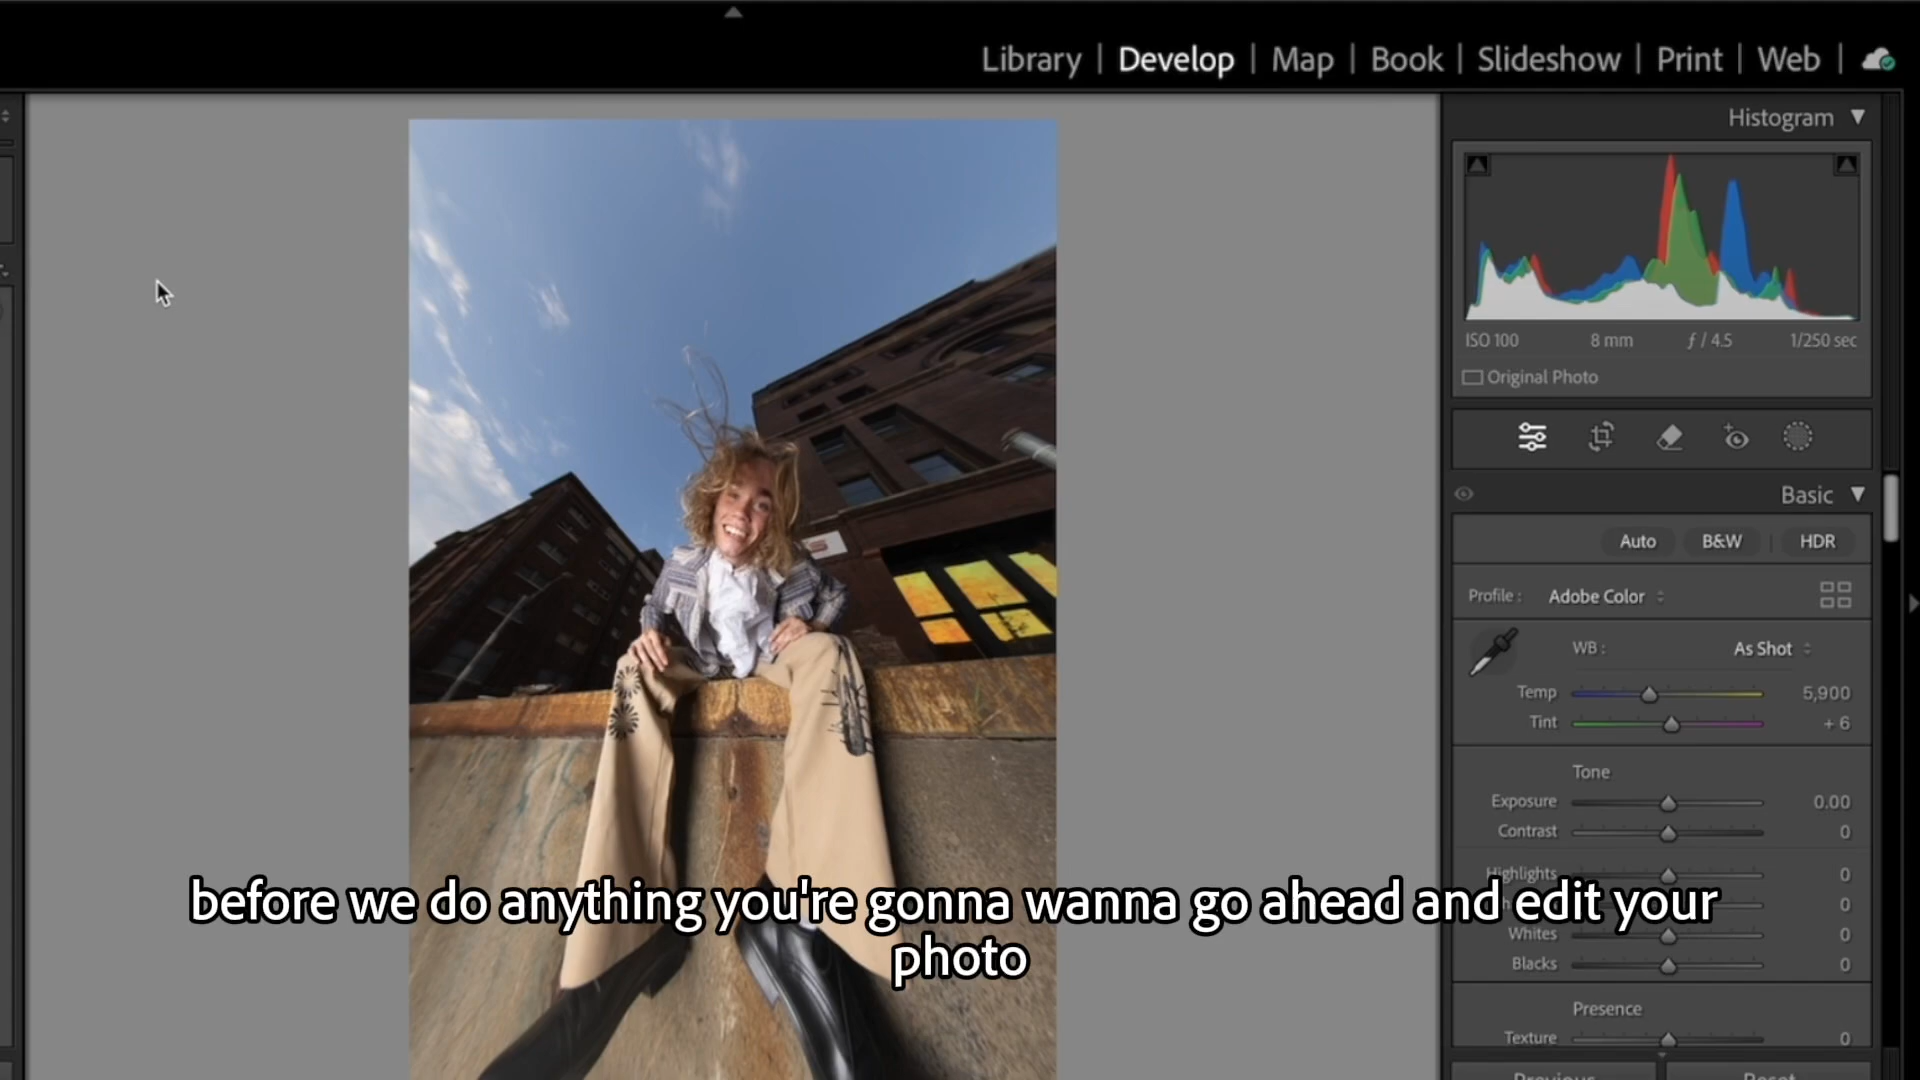 Library | Develop | Map | Book | Slideshow | Print | Web |
Histogram
ISO 100 8 mm ƒ / 4.5 1/250 sec
Original Photo
Basic
Auto B&W HDR
Profile : Adobe Color
WB : As Shot
Temp 5,900
Tint + 6
Tone
Exposure 0.00
Contrast 0
Highlights 0
0
Whites 0
Blacks 0
Presence
Texture 0
Previous Reset
before we do anything you're gonna wanna go ahead and edit your
photo